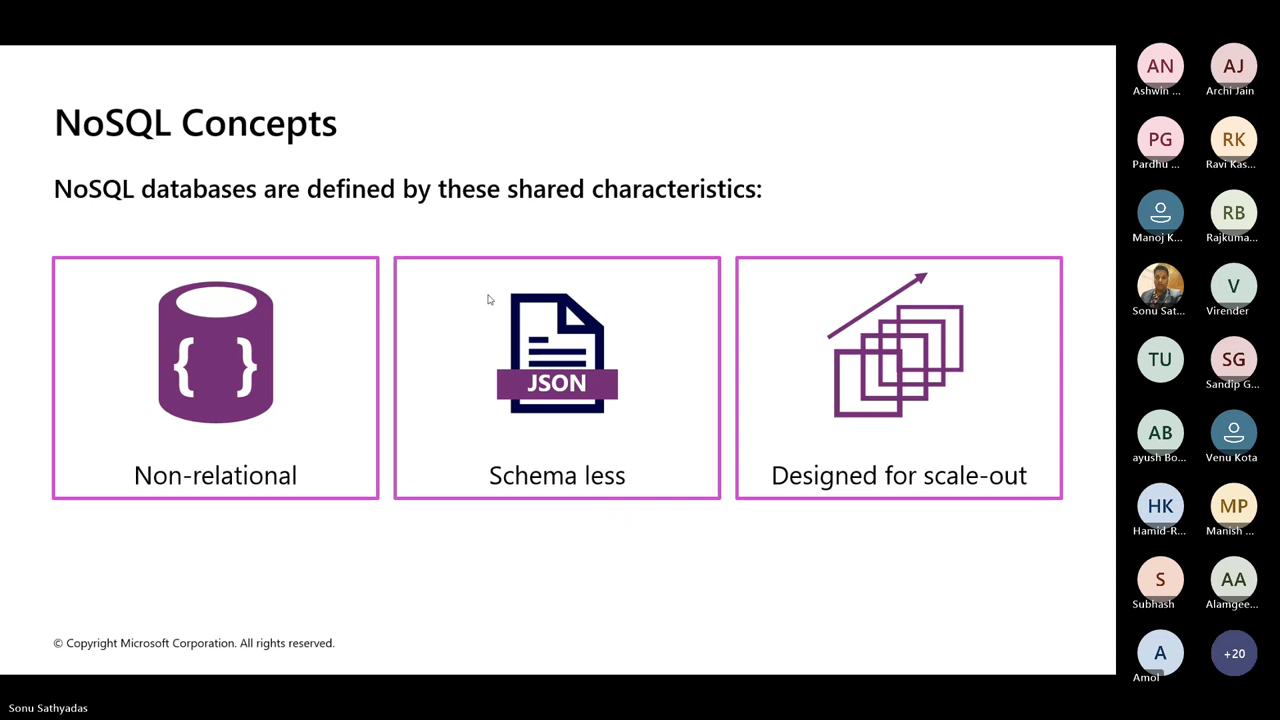 NoSQL Concepts
NoSQL databases are defined by these shared characteristics:
{ }
Non-relational
JSON
Schema less
Designed for scale-out
© Copyright Microsoft Corporation. All rights reserved.
Sonu Sathyadas
AN
Ashwin ...
AJ
Archi Jain
PG
Pardhu ...
RK
Ravi Kas...
Manoj K...
RB
Rajkuma...
Sonu Sat...
V
Virender
TU
SG
Sandip G...
AB
ayush Bo...
Venu Kota
HK
Hamid-R...
MP
Manish ...
S
Subhash
AA
Alamgee...
A
Amol
+20